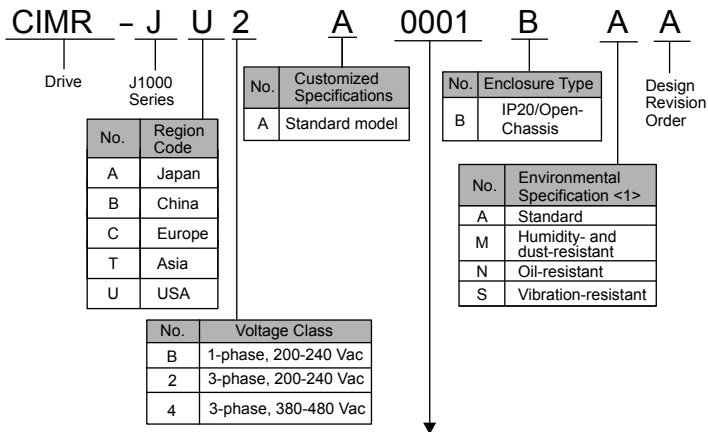 CIMR - J U 2 A 0001 B A A
Drive
J1000
Series
No. Customized
Specifications
A Standard model
No. Enclosure Type
B IP20/Open-
Chassis
Design
Revision
Order
No. Region
Code
A Japan
B China
C Europe
T Asia
U USA
No. Environmental
Specification <1>
A Standard
M Humidity- and
dust-resistant
N Oil-resistant
S Vibration-resistant
No. Voltage Class
B 1-phase, 200-240 Vac
2 3-phase, 200-240 Vac
4 3-phase, 380-480 Vac